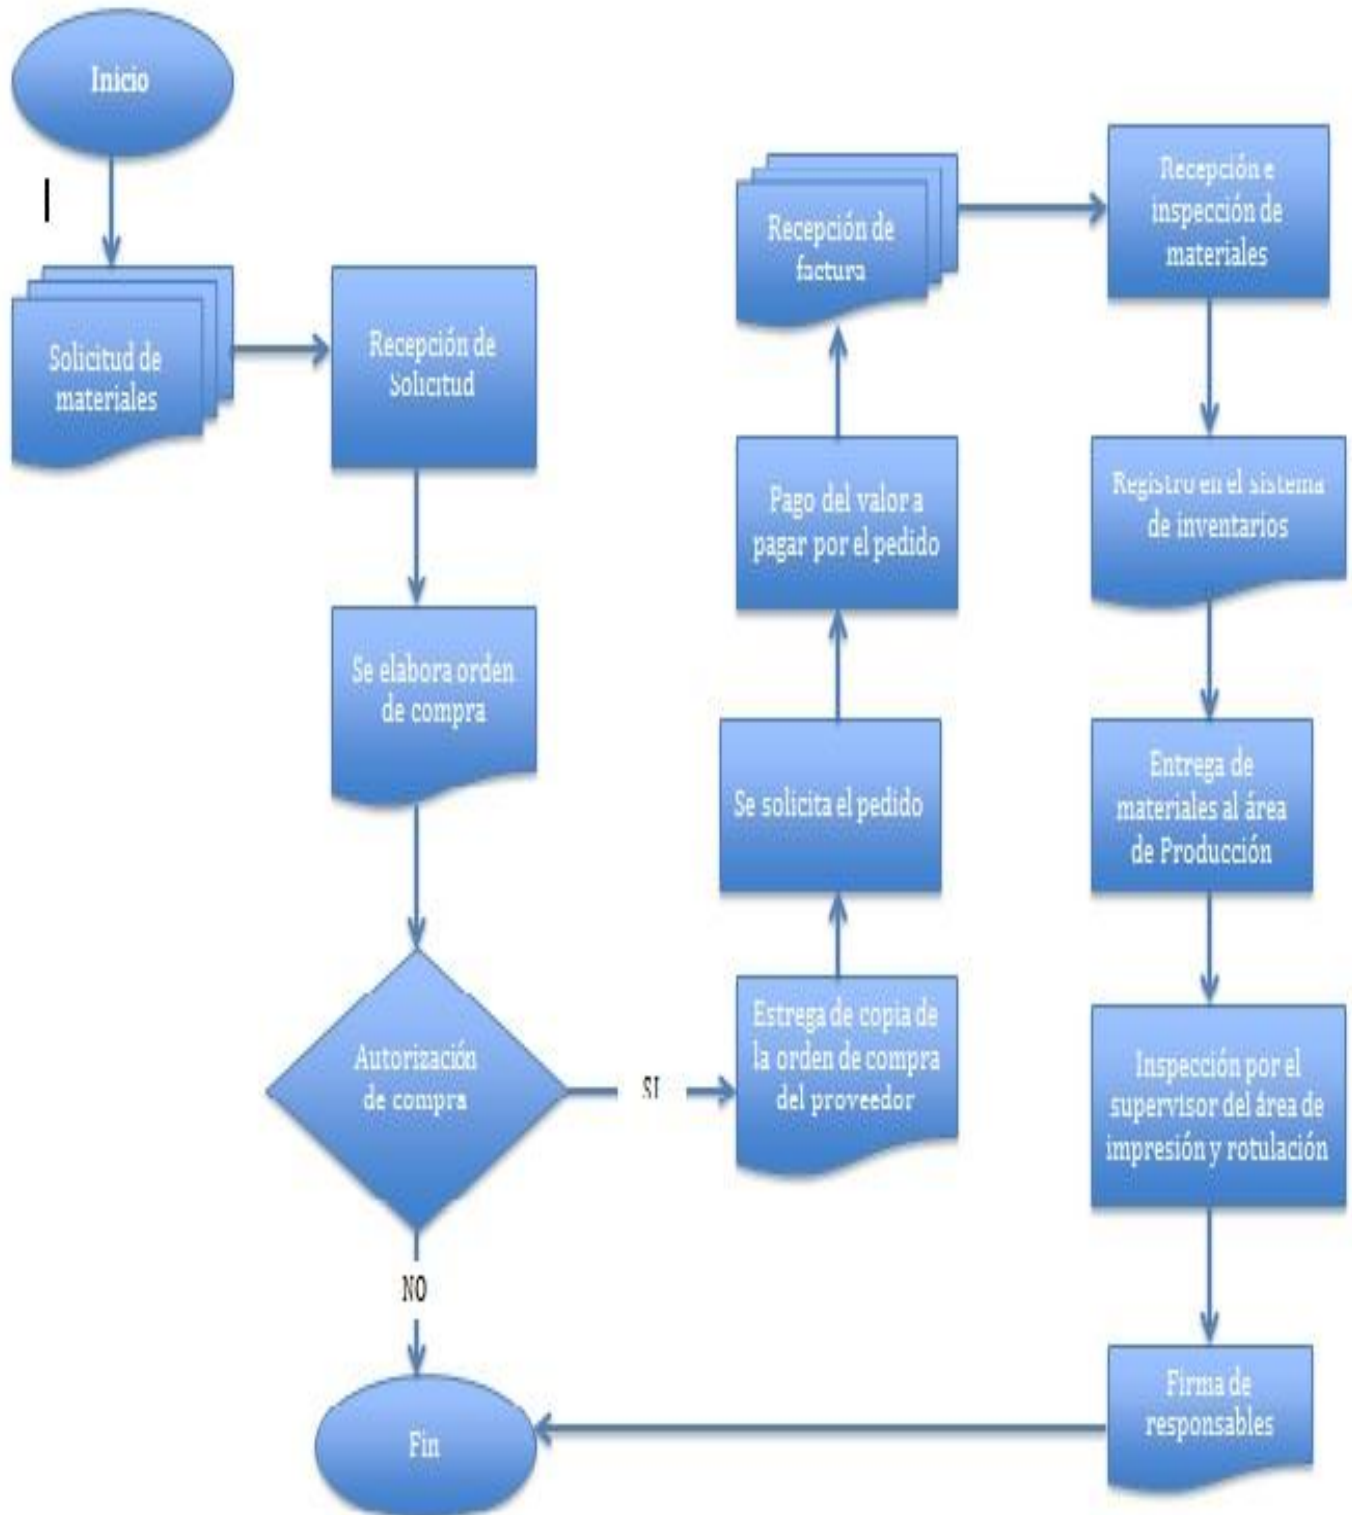 Inicio
Solicitud de
materiales
Recepción de
Solicitud
Se elabora orden
de compra
Autorización
de compra
SI
NO
Fin
Estrega de copia de
la orden de compra
del proveedor
Se solicita el pedido
Pago del valor a
pagar por el pedido
Recepción de
factura
Recepción e
inspección de
materiales
Registro en el sistema
de inventarios
Entrega de
materiales al área
de Producción
Inspección por el
supervisor del área de
impresión y rotulación
Firma de
responsables